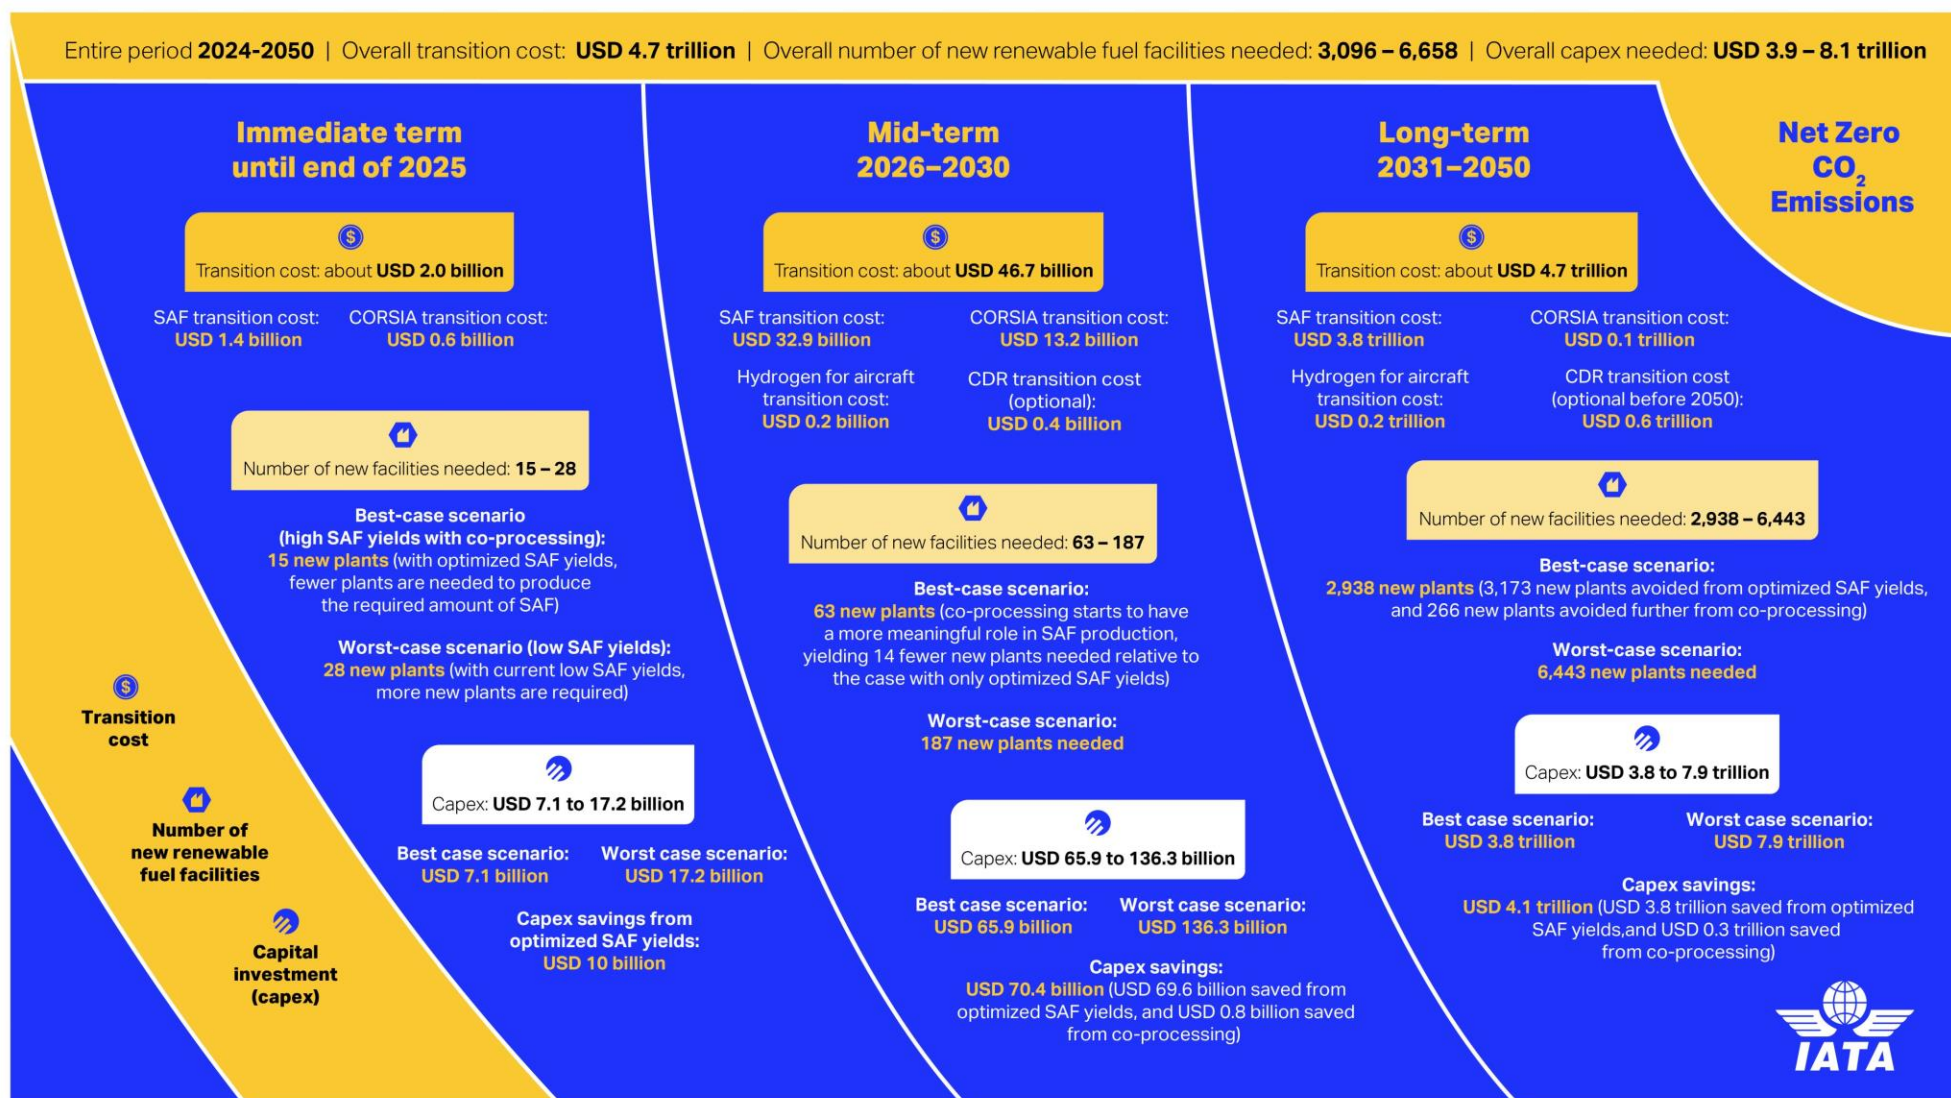 Entire period 2024-2050 | Overall transition cost: USD 4.7 trillion | Overall number of new renewable fuel facilities needed: 3,096 – 6,658 | Overall capex needed: USD 3.9 – 8.1 trillion
Immediate term
until end of 2025
$
Transition cost: about USD 2.0 billion
SAF transition cost:
USD 1.4 billion
CORSIA transition cost:
USD 0.6 billion
Number of new facilities needed: 15 – 28
Best-case scenario
(high SAF yields with co-processing):
15 new plants (with optimized SAF yields,
fewer plants are needed to produce
the required amount of SAF)
Worst-case scenario (low SAF yields):
28 new plants (with current low SAF yields,
more new plants are required)
Capex: USD 7.1 to 17.2 billion
Best case scenario:
USD 7.1 billion
Worst case scenario:
USD 17.2 billion
Capex savings from
optimized SAF yields:
USD 10 billion
Mid-term
2026–2030
$
Transition cost: about USD 46.7 billion
SAF transition cost:
USD 32.9 billion
CORSIA transition cost:
USD 13.2 billion
Hydrogen for aircraft
transition cost:
USD 0.2 billion
CDR transition cost
(optional):
USD 0.4 billion
Number of new facilities needed: 63 – 187
Best-case scenario:
63 new plants (co-processing starts to have
a more meaningful role in SAF production,
yielding 14 fewer new plants needed relative to
the case with only optimized SAF yields)
Worst-case scenario:
187 new plants needed
Capex: USD 65.9 to 136.3 billion
Best case scenario:
USD 65.9 billion
Worst case scenario:
USD 136.3 billion
Capex savings:
USD 70.4 billion (USD 69.6 billion saved from
optimized SAF yields, and USD 0.8 billion saved
from co-processing)
Long-term
2031–2050
$
Transition cost: about USD 4.7 trillion
SAF transition cost:
USD 3.8 trillion
CORSIA transition cost:
USD 0.1 trillion
Hydrogen for aircraft
transition cost:
USD 0.2 trillion
CDR transition cost
(optional before 2050):
USD 0.6 trillion
Number of new facilities needed: 2,938 – 6,443
Best-case scenario:
2,938 new plants (3,173 new plants avoided from optimized SAF yields,
and 266 new plants avoided further from co-processing)
Worst-case scenario:
6,443 new plants needed
Capex: USD 3.8 to 7.9 trillion
Best case scenario:
USD 3.8 trillion
Worst case scenario:
USD 7.9 trillion
Capex savings:
USD 4.1 trillion (USD 3.8 trillion saved from optimized
SAF yields,and USD 0.3 trillion saved
from co-processing)
Net Zero
CO2
Emissions
$
Transition
cost
Number of
new renewable
fuel facilities
Capital
investment
(capex)
IATA